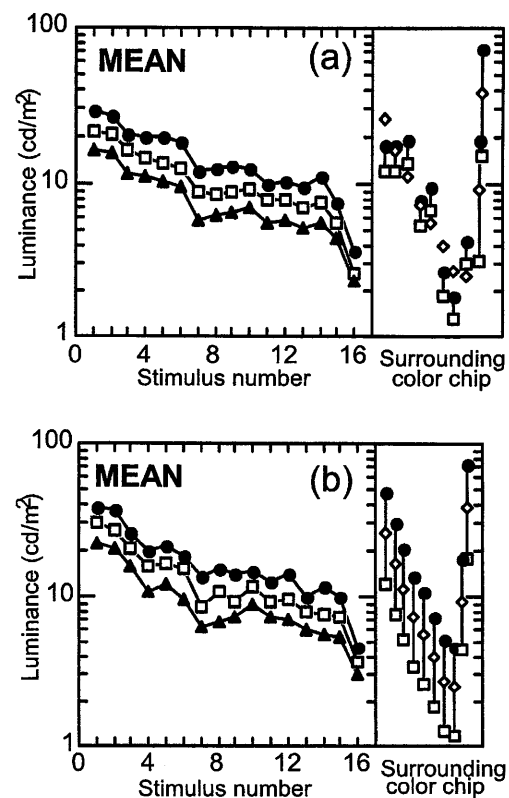 100
MEAN
(a)
Luminance (cd/m²)
10
1
0 4 8 12 16
Stimulus number
Surrounding
color chip
100
MEAN
(b)
Luminance (cd/m²)
10
1
0 4 8 12 16
Stimulus number
Surrounding
color chip